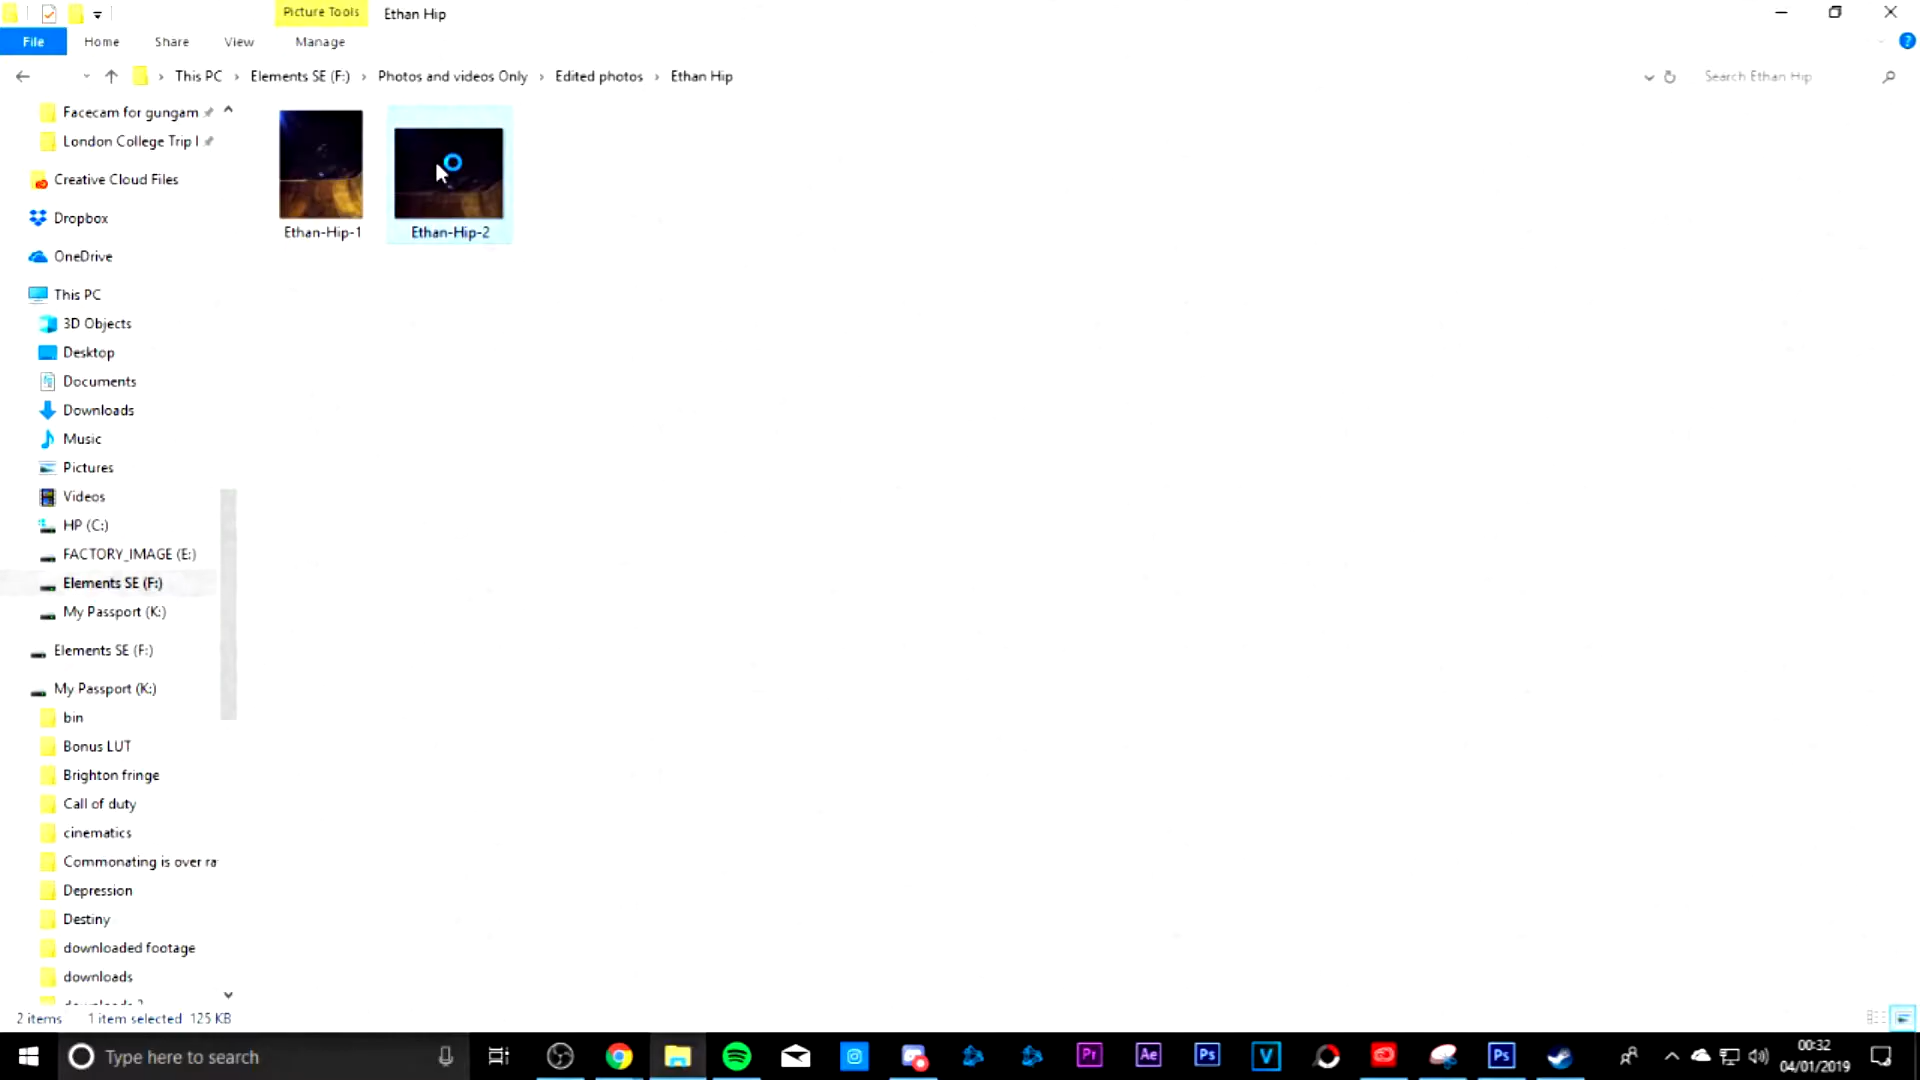 Picture Tools
Ethan Hip
File
Home
Share
View
Manage
This PC
Elements SE (F:)
Photos and videos Only
Edited photos
Ethan Hip
Search Ethan Hip
Facecam for gungam
London College Trip
Creative Cloud Files
Dropbox
OneDrive
This PC
3D Objects
Desktop
Documents
Downloads
Music
Pictures
Videos
HP (C:)
FACTORY_IMAGE (E:)
Elements SE (F:)
My Passport (K:)
Elements SE (F:)
My Passport (K:)
bin
Bonus LUT
Brighton fringe
Call of duty
cinematics
Commonating is over ra
Depression
Destiny
downloaded footage
downloads
Ethan-Hip-1
Ethan-Hip-2
2 items
1 item selected 125 KB
Type here to search
Pr
Ae
Ps
V
Ps
00:32
04/01/2019